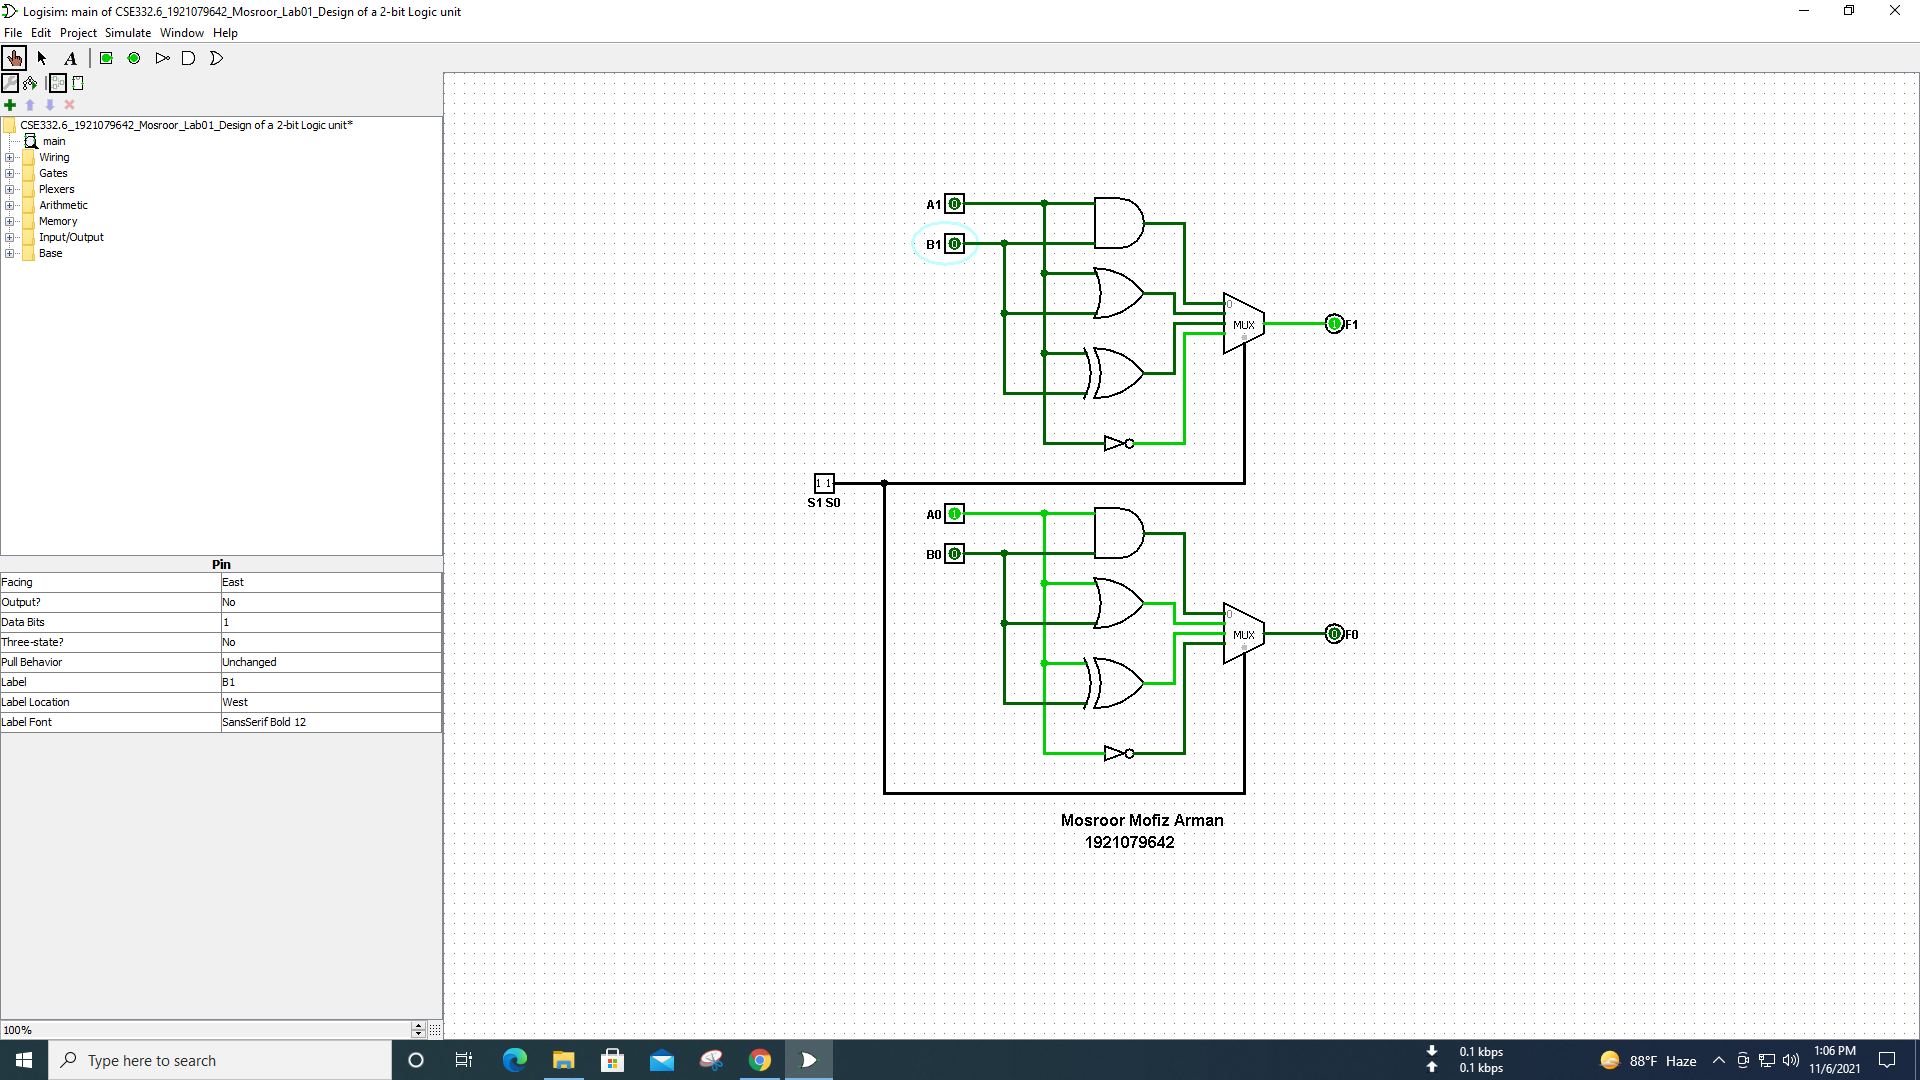 Logisim: main of CSE332.6_1921079642_Mosroor_Lab01_Design of a 2-bit Logic unit
File Edit Project Simulate Window Help
A
CSE332.6_1921079642_Mosroor_Lab01_Design of a 2-bit Logic unit*
main
Wiring
Gates
Plexers
Arithmetic
Memory
Input/Output
Base
Pin
Facing East
Output? No
Data Bits 1
Three-state? No
Pull Behavior Unchanged
Label B1
Label Location West
Label Font SansSerif Bold 12
100%
A1 0
B1 0
0
MUX
1 F1
1 1
S1 S0
A0 1
B0 0
0
MUX
0 F0
Mosroor Mofiz Arman
1921079642
Type here to search
0.1 kbps
0.1 kbps
88°F Haze
1:06 PM
11/6/2021